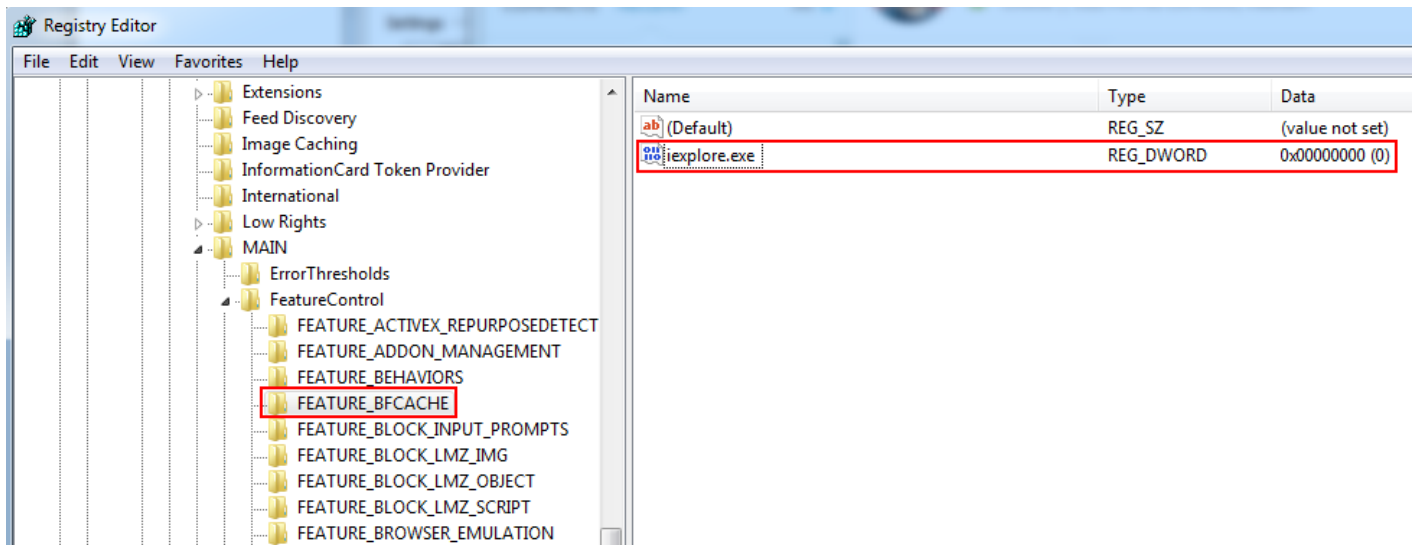 Registry Editor
File Edit View Favorites Help
Extensions
Feed Discovery
Image Caching
InformationCard Token Provider
International
Low Rights
MAIN
ErrorThresholds
FeatureControl
FEATURE_ACTIVEX_REPURPOSEDETECT
FEATURE_ADDON_MANAGEMENT
FEATURE_BEHAVIORS
FEATURE_BFCACHE
FEATURE_BLOCK_INPUT_PROMPTS
FEATURE_BLOCK_LMZ_IMG
FEATURE_BLOCK_LMZ_OBJECT
FEATURE_BLOCK_LMZ_SCRIPT
FEATURE_BROWSER_EMULATION
Name Type Data
(Default) REG_SZ (value not set)
iexplore.exe REG_DWORD 0x00000000 (0)